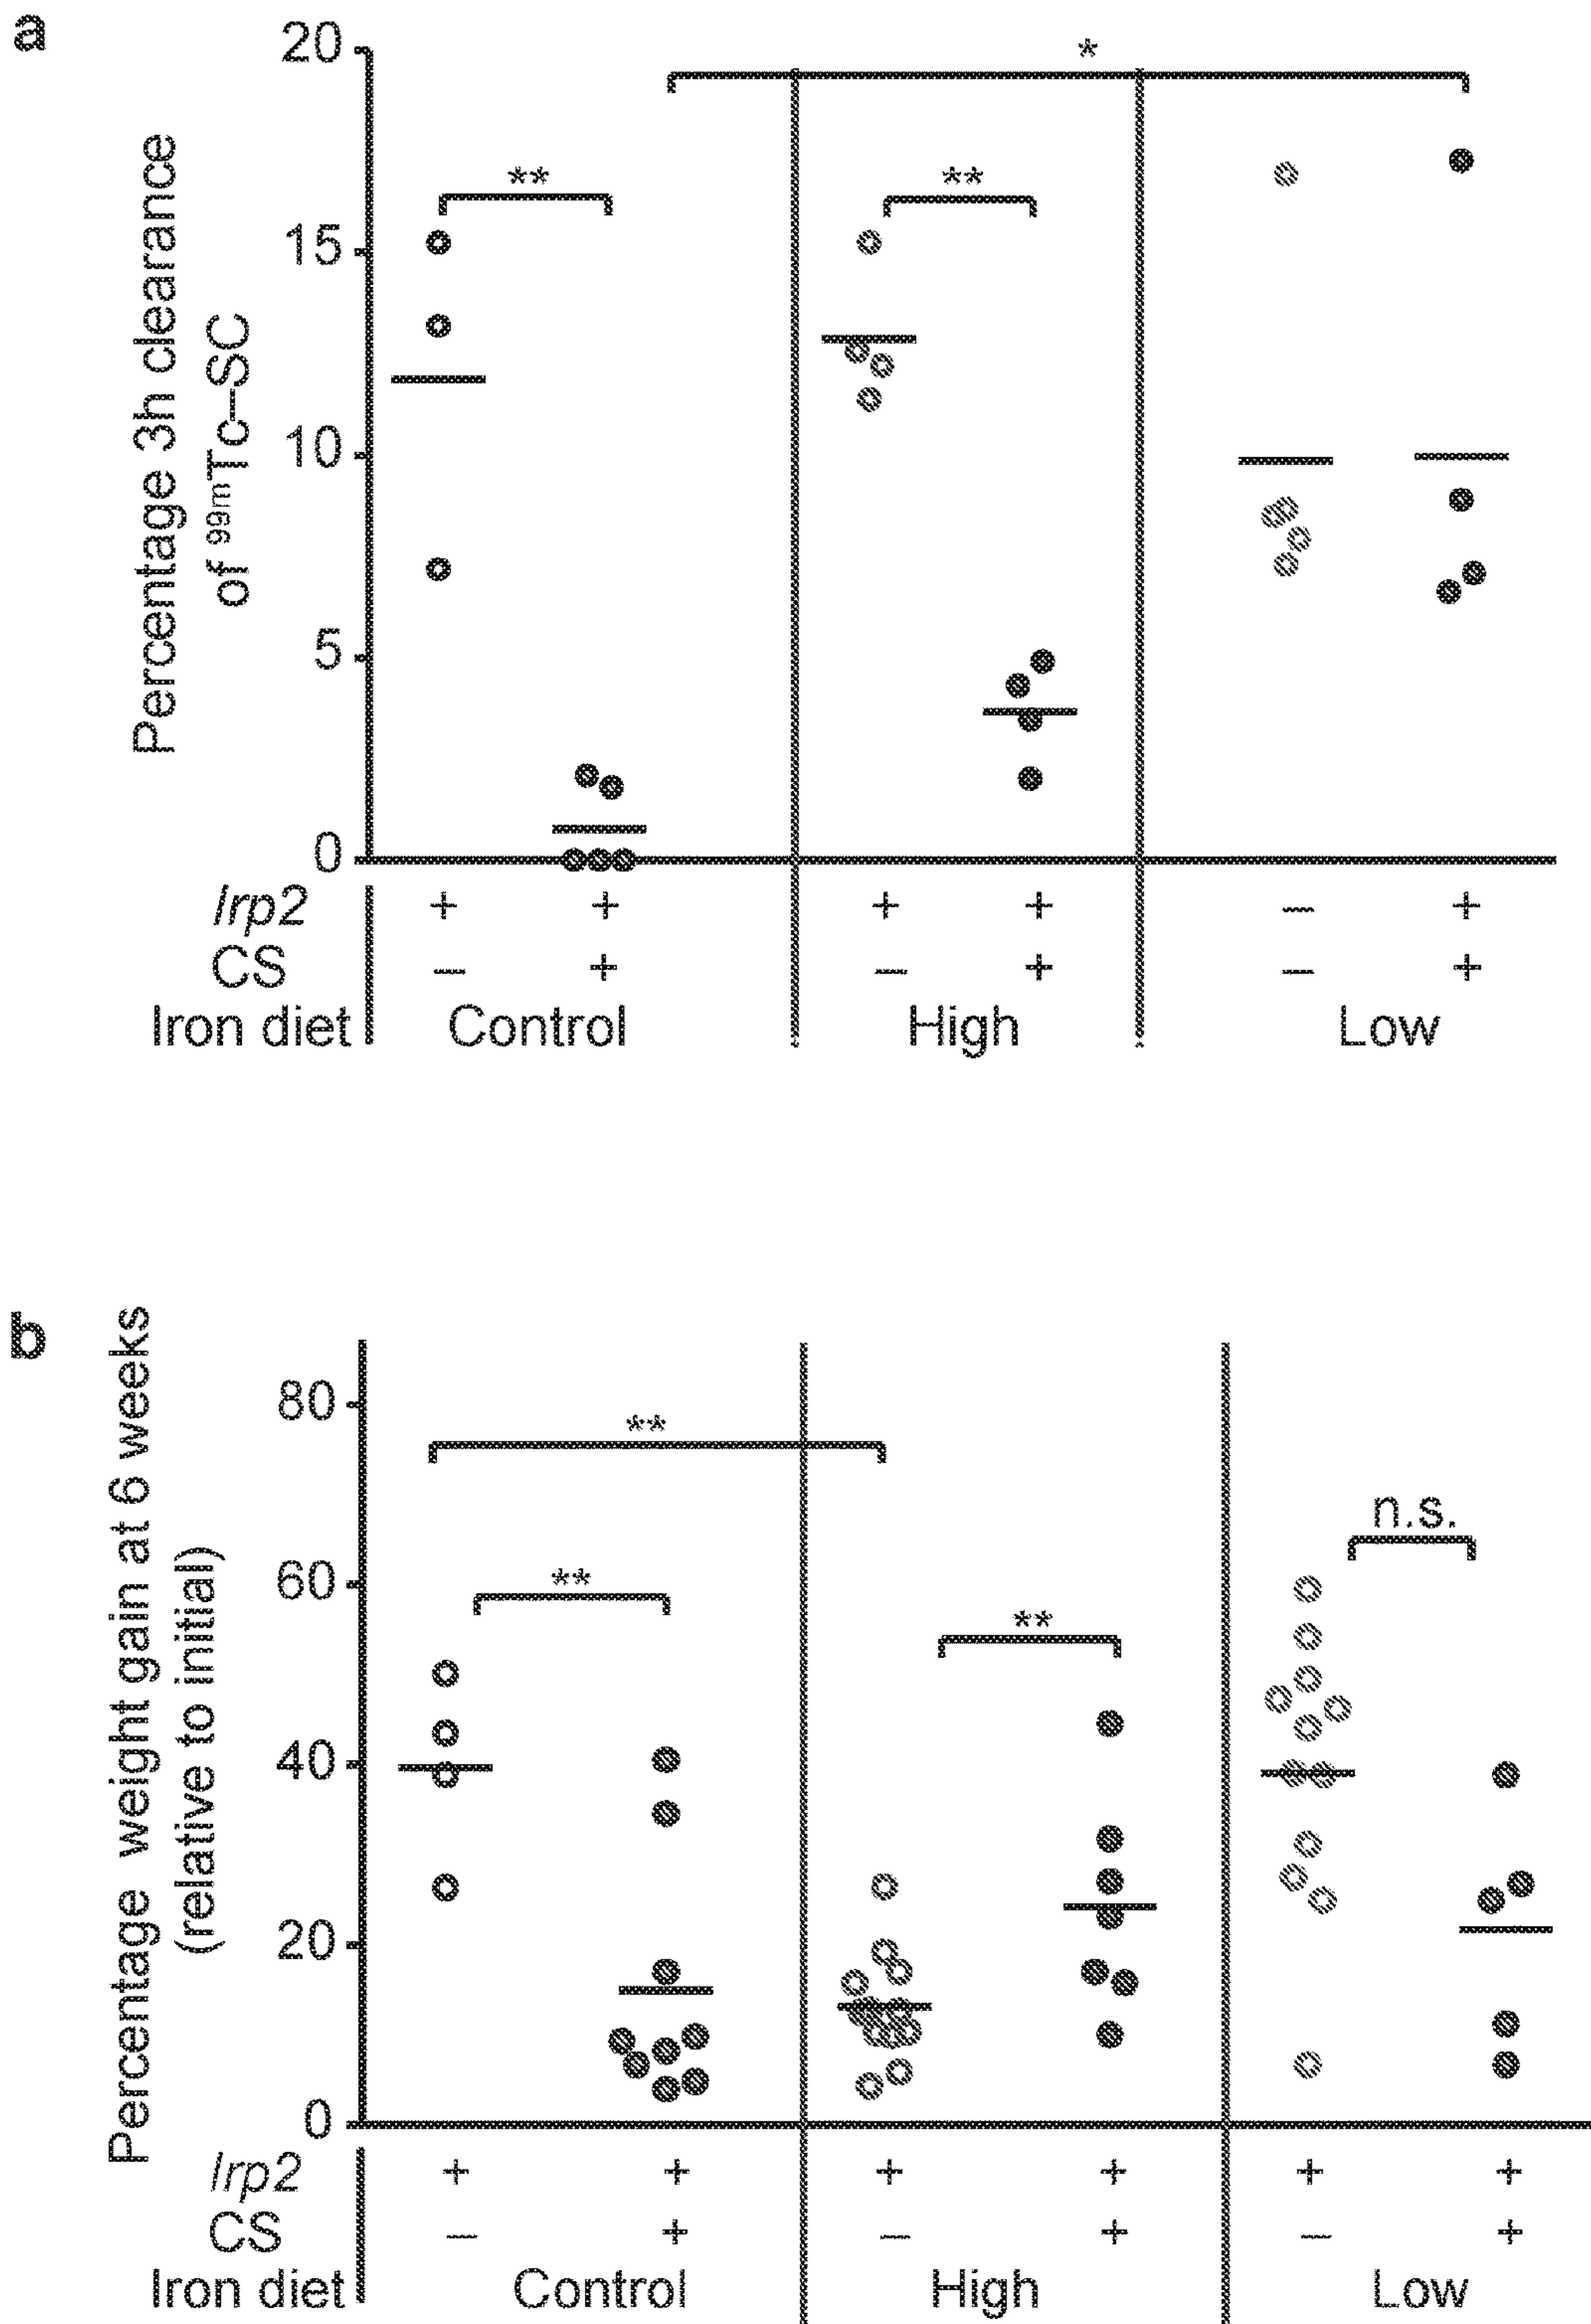 a
Percentage 3h clearance
of 99mTc–SC
20
15
10
5
0
*
**
**
Irp2 + + + + – +
CS – + – + – +
Iron diet Control High Low
b
Percentage weight gain at 6 weeks
(relative to initial)
80
60
40
20
0
**
**
**
n.s.
Irp2 + + + + + +
CS – + – + – +
Iron diet Control High Low